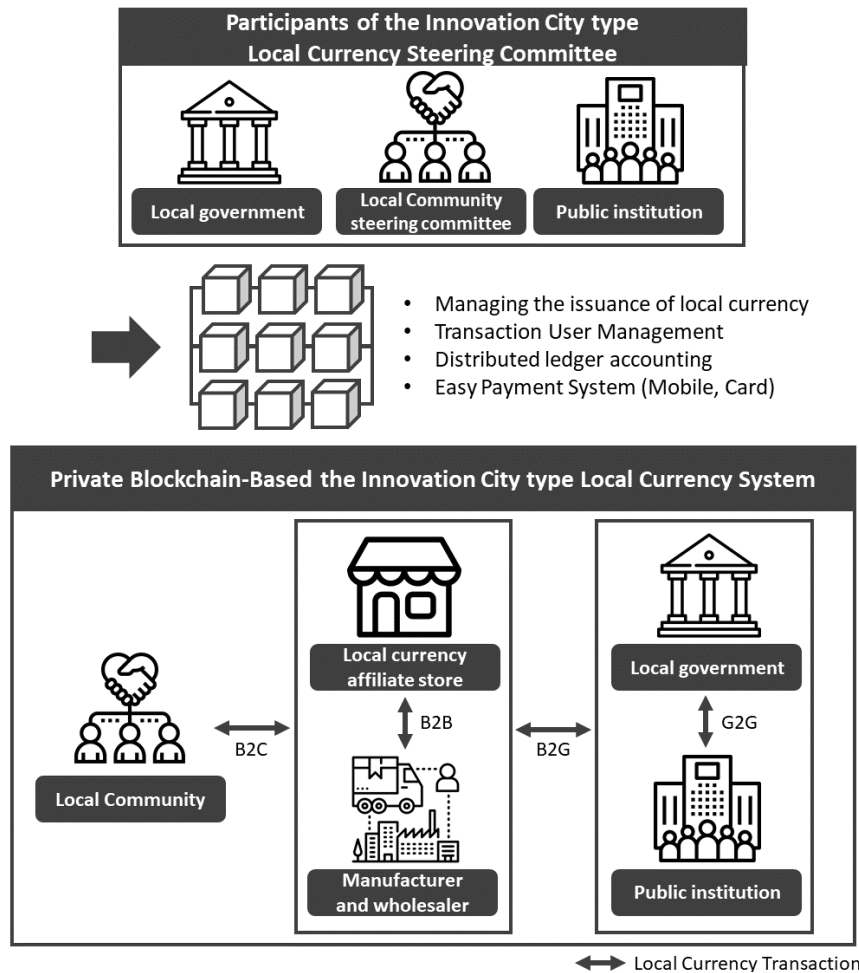 Participants of the Innovation City type
Local Currency Steering Committee
Local government
Local Community
steering committee
Public institution
• Managing the issuance of local currency
• Transaction User Management
• Distributed ledger accounting
• Easy Payment System (Mobile, Card)
Private Blockchain-Based the Innovation City type Local Currency System
Local Community
B2C
Local currency
affiliate store
B2B
Manufacturer
and wholesaler
B2G
Local government
G2G
Public institution
Local Currency Transaction